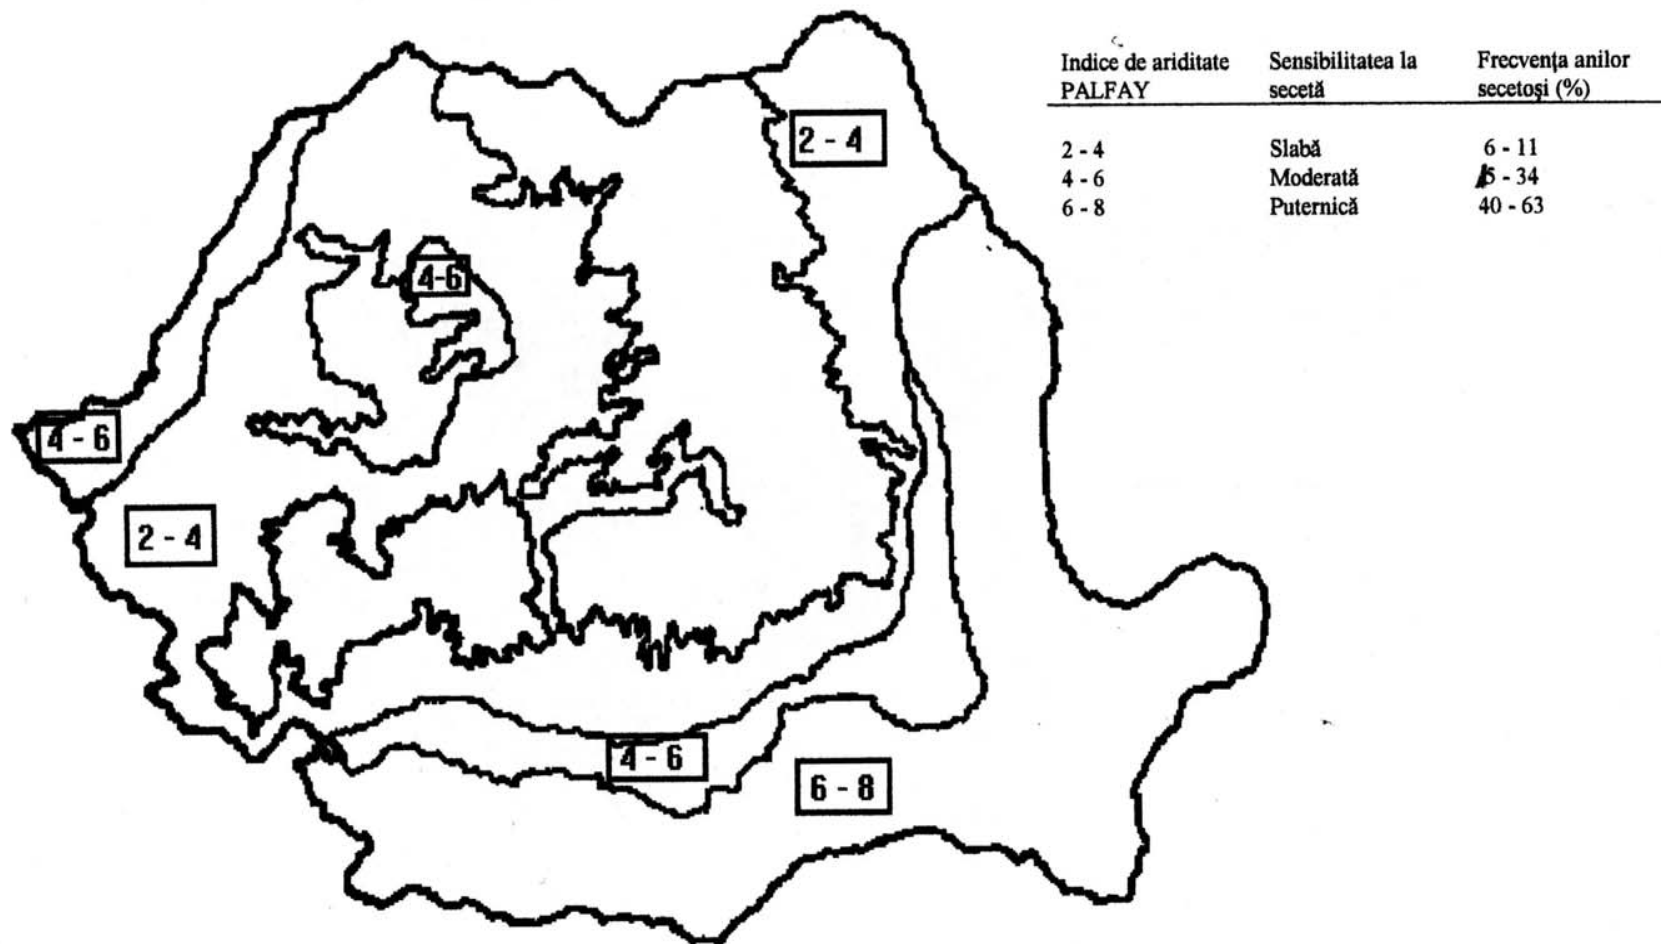 Indice de ariditate PALFAY Sensibilitatea la secetă Frecvența anilor secetoși (%)
2 - 4 Slabă 6 - 11
4 - 6 Moderată 5 - 34
6 - 8 Puternică 40 - 63
2 - 4
4-6
4 - 6
2 - 4
4 - 6
6 - 8